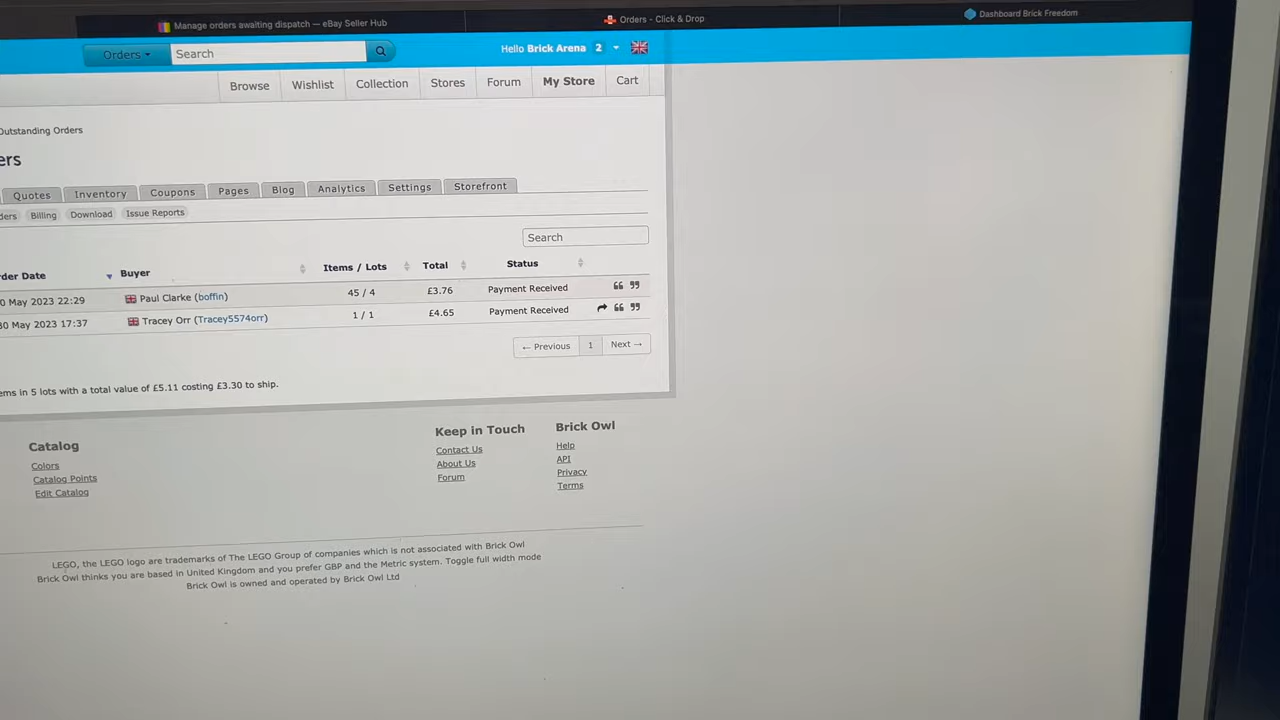 Manage orders awaiting dispatch — eBay Seller Hub
Orders - Click & Drop
Dashboard Brick Freedom
Orders
Search
Hello Brick Arena 2
Browse
Wishlist
Collection
Stores
Forum
My Store
Cart
Outstanding Orders
ers
Quotes
Inventory
Coupons
Pages
Blog
Analytics
Settings
Storefront
ders
Billing
Download
Issue Reports
Search
der Date
Buyer
Items / Lots
Total
Status
0 May 2023 22:29
Paul Clarke (boffin)
45 / 4
£3.76
Payment Received
30 May 2023 17:37
Tracey Orr (Tracey5574orr)
1 / 1
£4.65
Payment Received
← Previous
1
Next →
ems in 5 lots with a total value of £5.11 costing £3.30 to ship.
Catalog
Colors
Catalog Points
Edit Catalog
Keep in Touch
Contact Us
About Us
Forum
Brick Owl
Help
API
Privacy
Terms
LEGO, the LEGO logo are trademarks of The LEGO Group of companies which is not associated with Brick Owl
Brick Owl thinks you are based in United Kingdom and you prefer GBP and the Metric system. Toggle full width mode
Brick Owl is owned and operated by Brick Owl Ltd